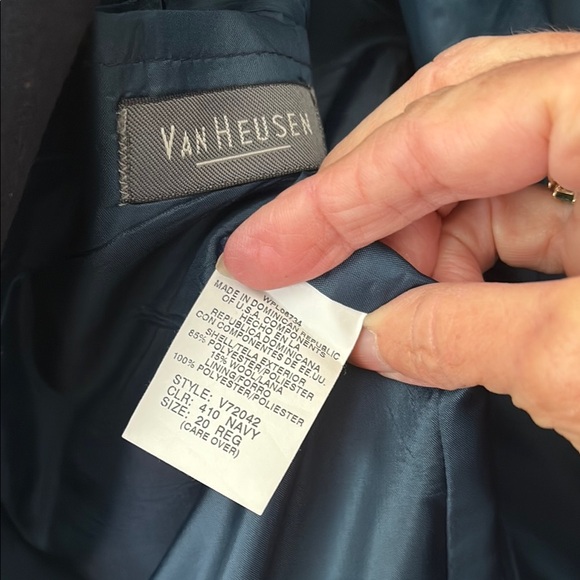 VAN HEUSEN
WPL08734
MADE IN DOMINICAN REPUBLIC
OF U.S.A. COMPONENTS
HECHO EN LA
REPUBLICA DOMINICANA
CON COMPONENTES DE EE.UU.
SHELL/TELA EXTERIOR
85% POLYESTER/POLIESTER
15% WOOL/LANA
LINING/FORRO
100% POLYESTER/POLIESTER
STYLE: V72042
CLR: 410 NAVY
SIZE: 20 REG
(CARE OVER)